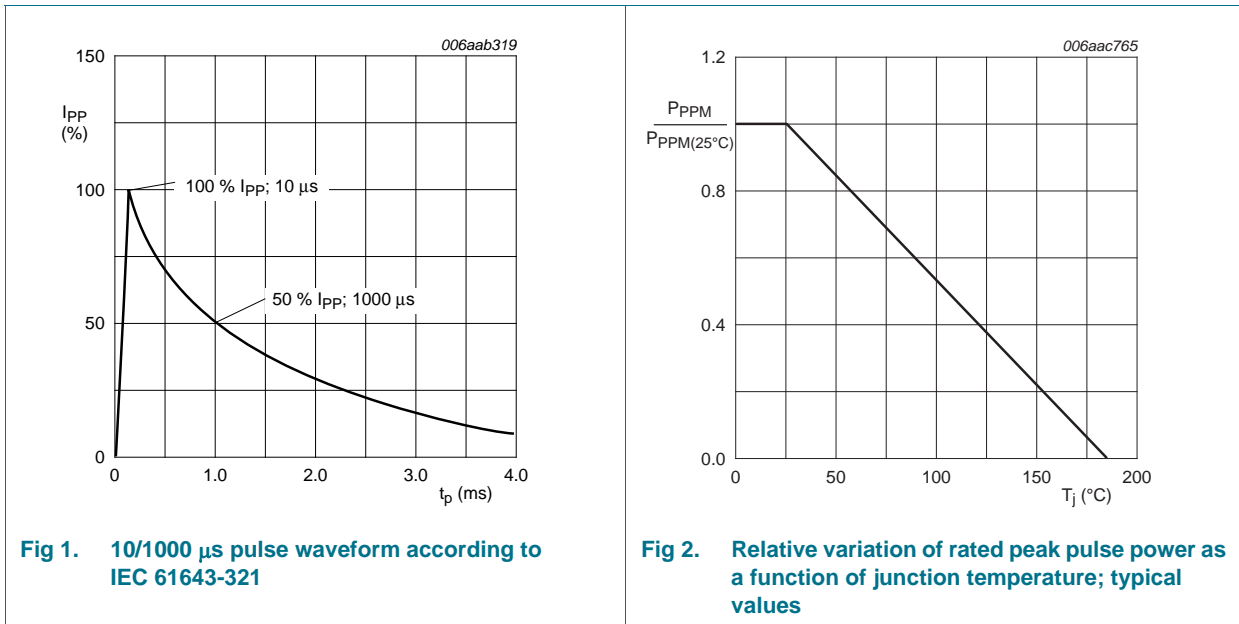 006aab319
150
IPP
(%)
100
100 % IPP; 10 μs
50 % IPP; 1000 μs
50
0
0
1.0
2.0
3.0
4.0
tp (ms)
Fig 1. 10/1000 μs pulse waveform according to
IEC 61643-321
006aac765
1.2
PPPM
PPPM(25°C)
0.8
0.4
0.0
0
50
100
150
200
Tj (°C)
Fig 2. Relative variation of rated peak pulse power as
a function of junction temperature; typical
values